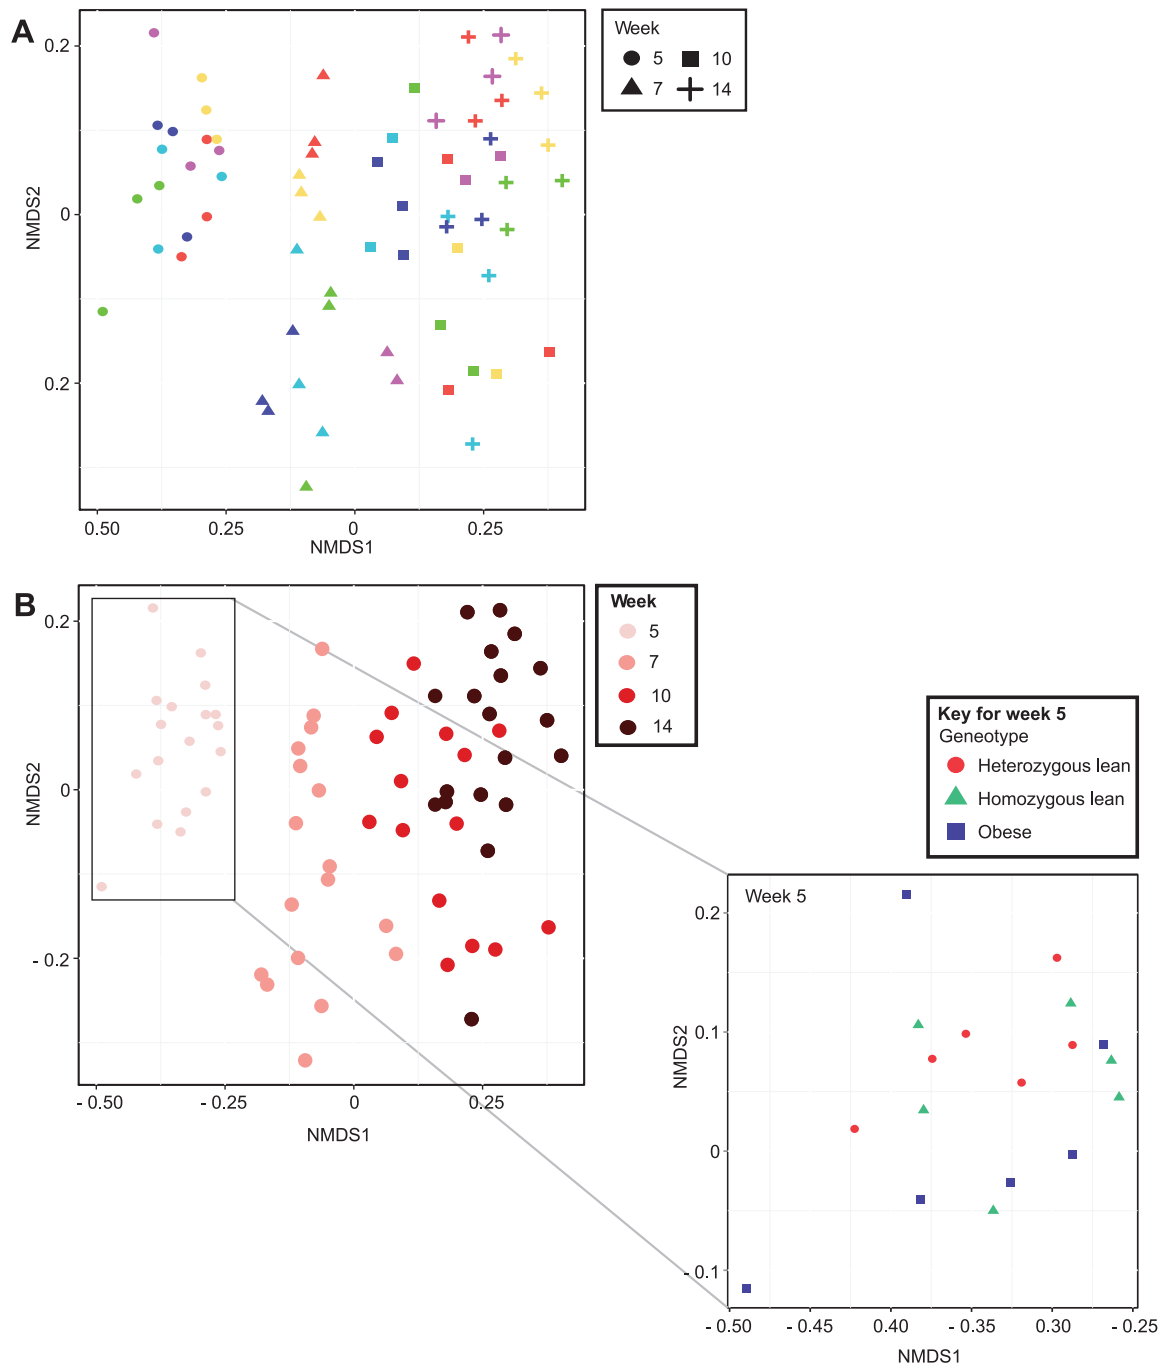 A
0.2
0
0.2
NMDS2
0.50
0.25
0
0.25
NMDS1
Week
5
10
7
14
B
0.2
0
- 0.2
NMDS2
- 0.50
- 0.25
0
0.25
NMDS1
Week
5
7
10
14
Key for week 5
Geneotype
Heterozygous lean
Homozygous lean
Obese
Week 5
0.2
0.1
0
- 0.1
NMDS2
- 0.50
- 0.45
0.40
- 0.35
- 0.30
- 0.25
NMDS1